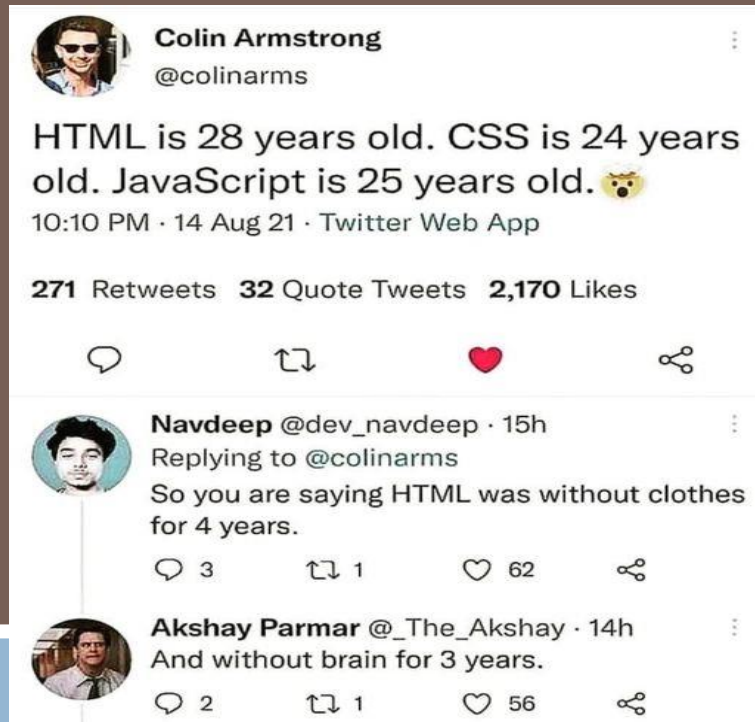 Colin Armstrong
@colinarms
HTML is 28 years old. CSS is 24 years
old. JavaScript is 25 years old.🤯
10:10 PM · 14 Aug 21 · Twitter Web App
271 Retweets 32 Quote Tweets 2,170 Likes
Navdeep @dev_navdeep · 15h
Replying to @colinarms
So you are saying HTML was without clothes
for 4 years.
3 1 62
Akshay Parmar @_The_Akshay · 14h
And without brain for 3 years.
2 1 56